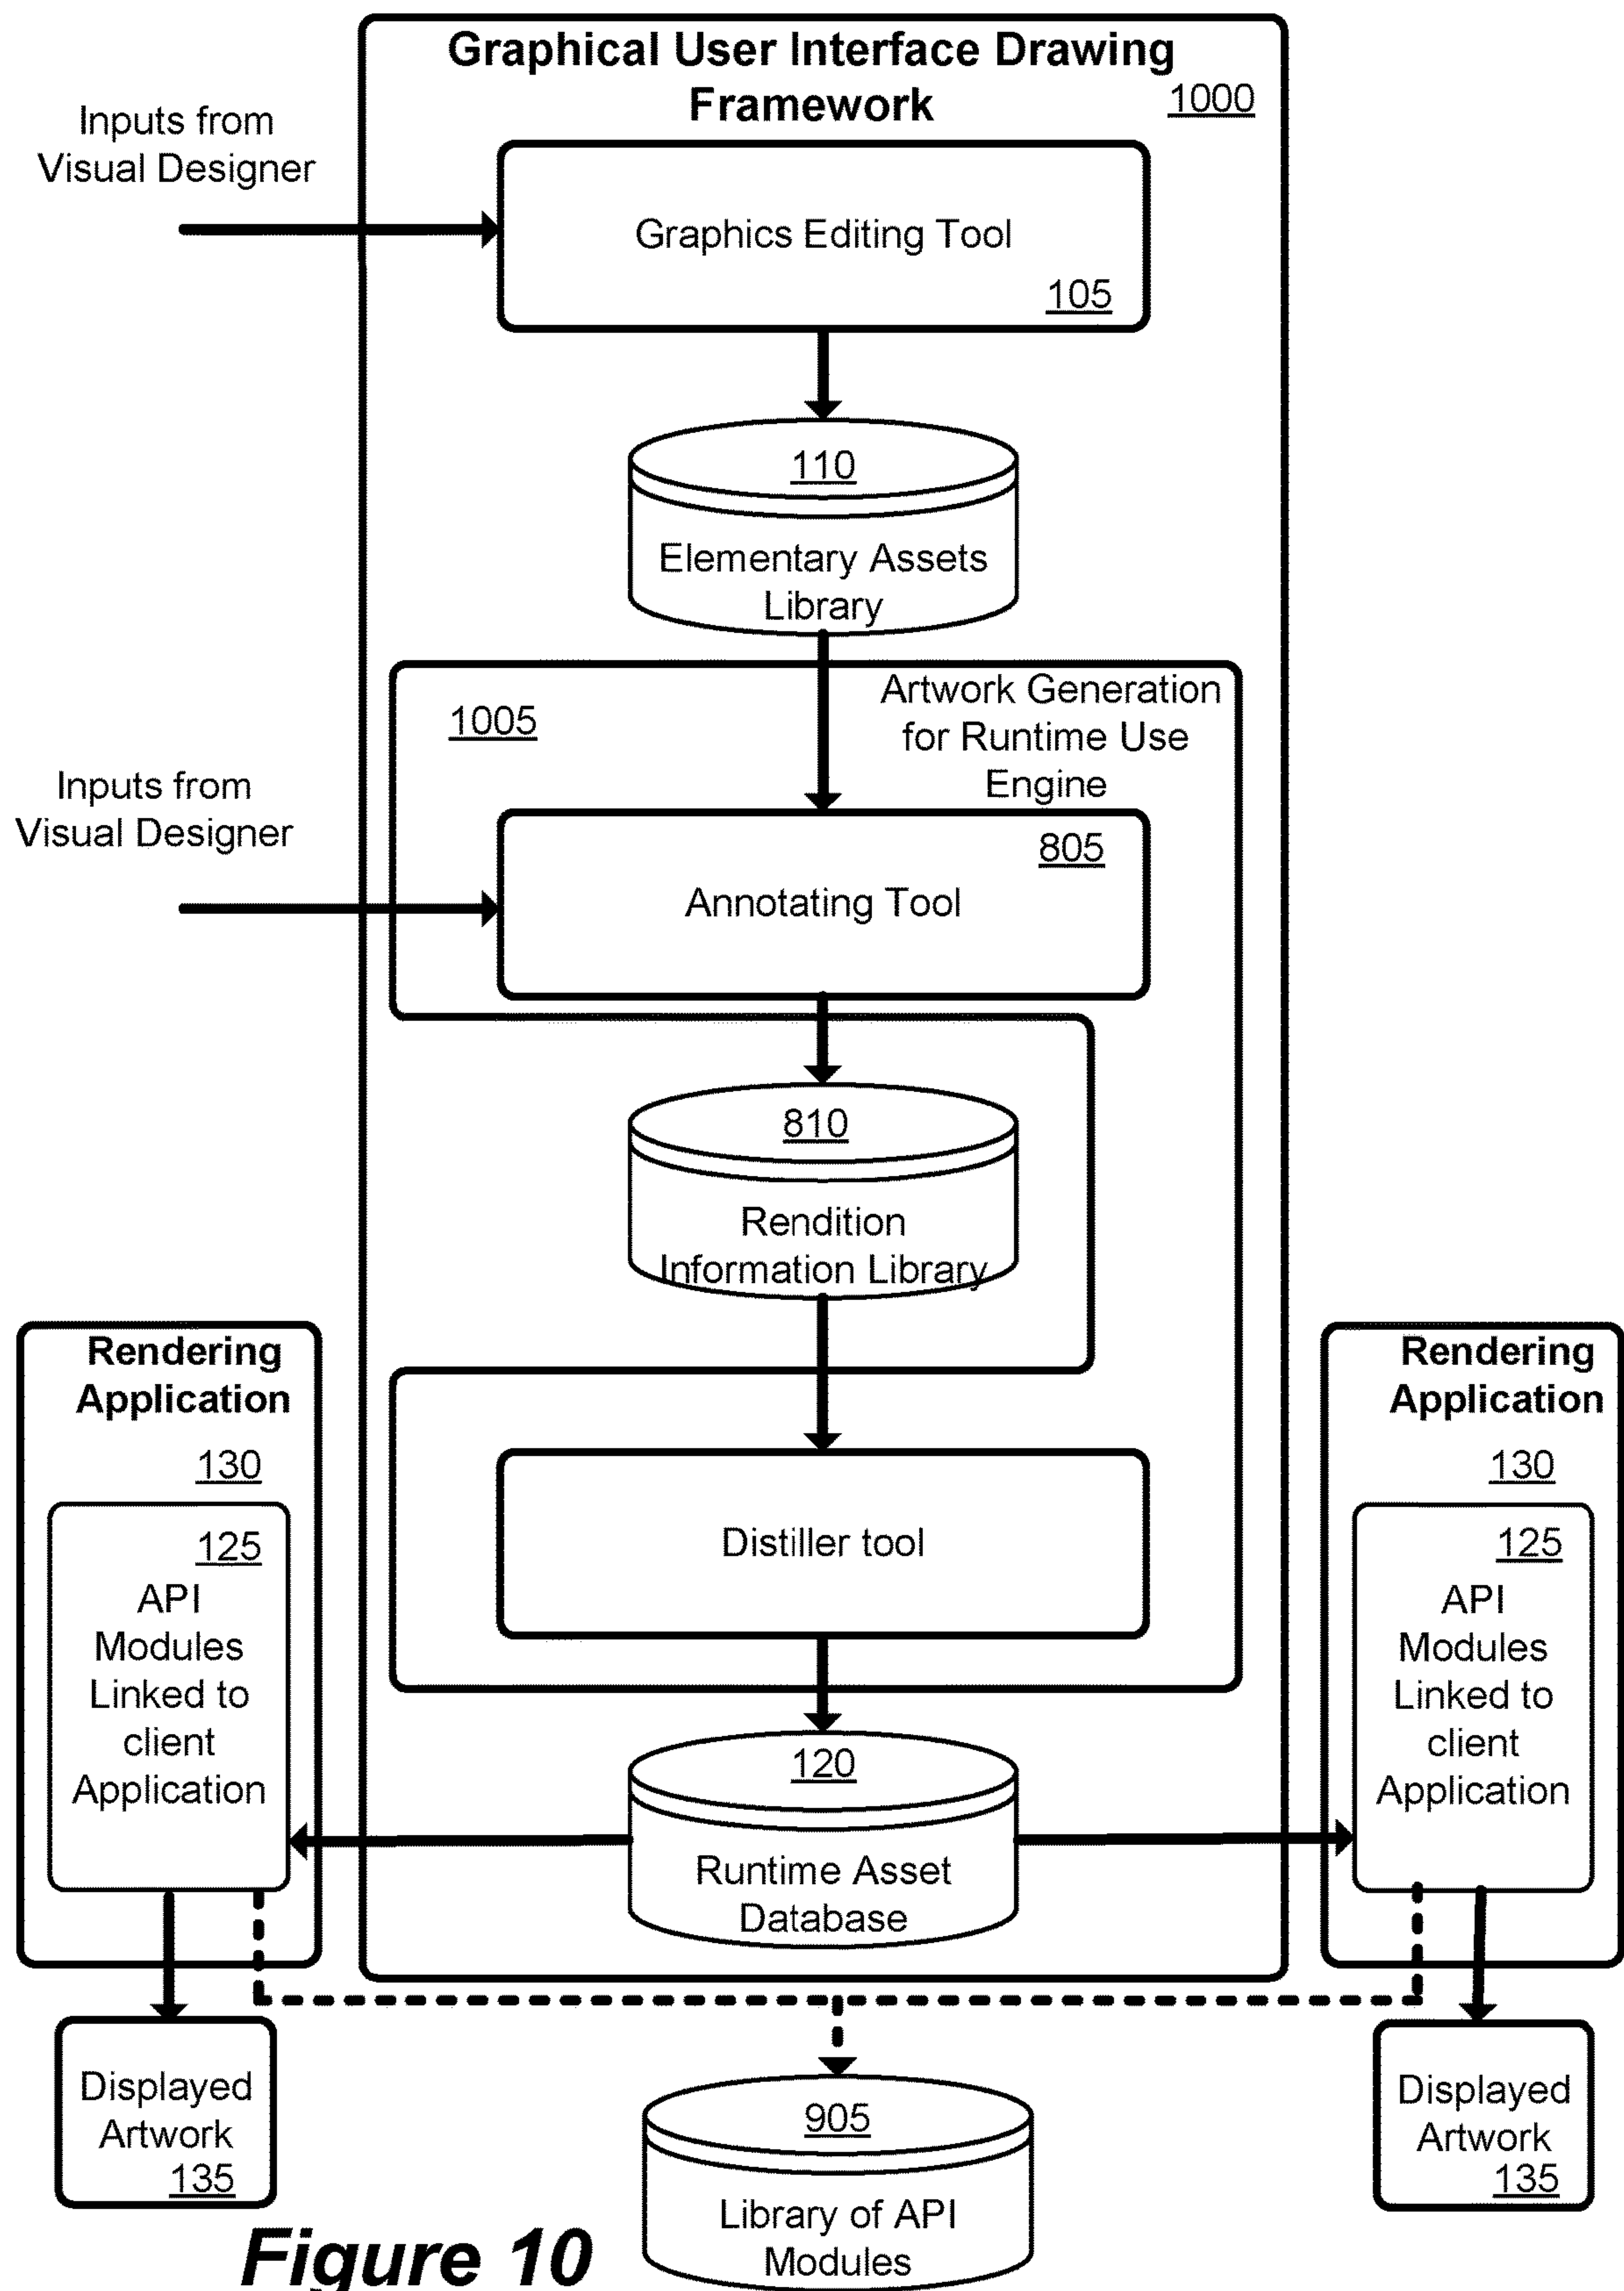 Graphical User Interface Drawing
Framework
1000
Inputs from
Visual Designer
Graphics Editing Tool
105
110
Elementary Assets
Library
1005
Artwork Generation
for Runtime Use
Engine
Inputs from
Visual Designer
805
Annotating Tool
810
Rendition
Information Library
Rendering
Application
130
125
API
Modules
Linked to
client
Application
Distiller tool
Rendering
Application
130
125
API
Modules
Linked to
client
Application
120
Runtime Asset
Database
Displayed
Artwork
135
905
Library of API
Modules
Displayed
Artwork
135
Figure 10